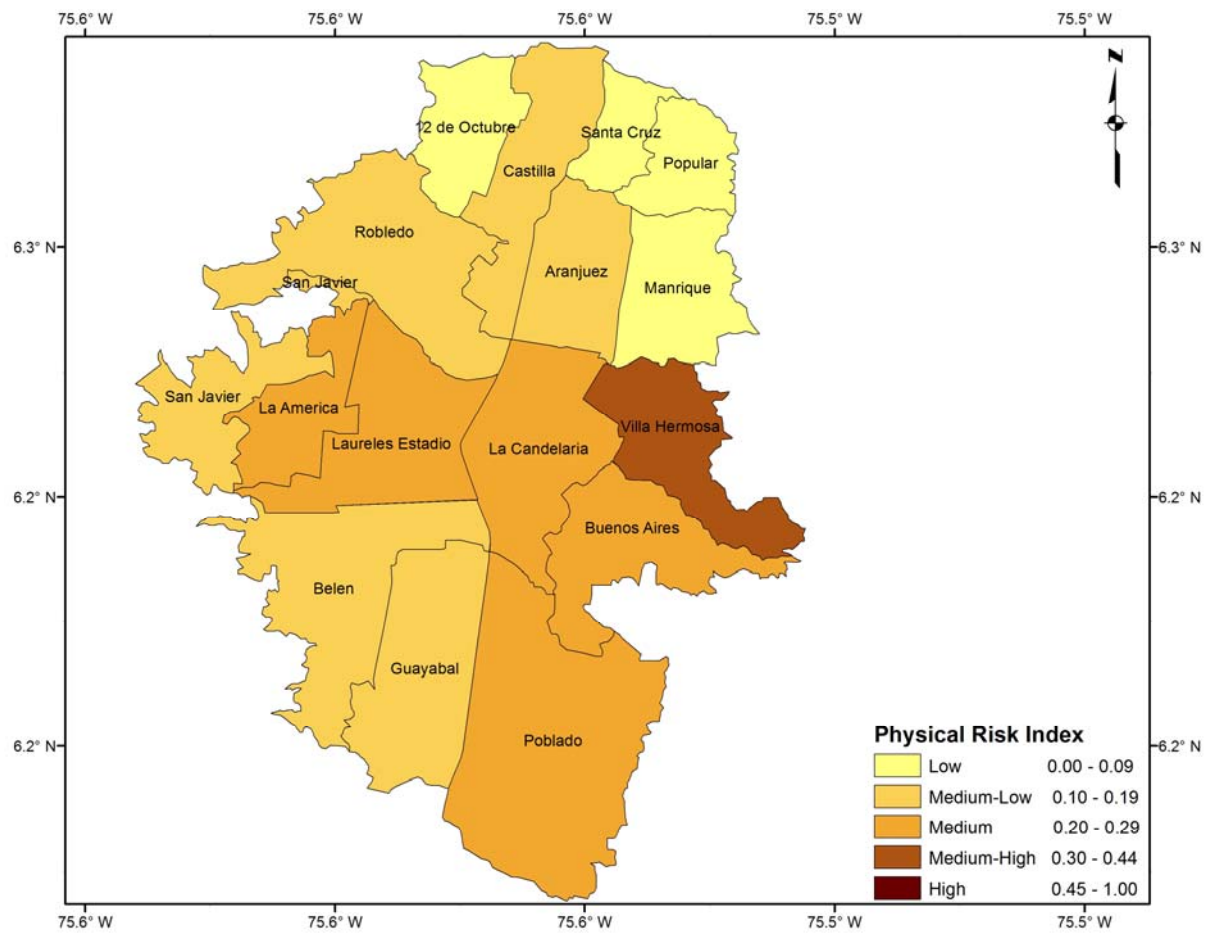 75.6° W 75.6° W 75.6° W 75.5° W 75.5° W
N
12 de Octubre
Santa Cruz
Popular
Castilla
Robledo
6.3° N 6.3° N
San Javier
Aranjuez
Manrique
San Javier
La America
Laureles Estadio
La Candelaria
Villa Hermosa
6.2° N 6.2° N
Buenos Aires
Belen
Guayabal
Poblado
6.2° N 6.2° N
Physical Risk Index
Low 0.00 - 0.09
Medium-Low 0.10 - 0.19
Medium 0.20 - 0.29
Medium-High 0.30 - 0.44
High 0.45 - 1.00
75.6° W 75.6° W 75.6° W 75.5° W 75.5° W